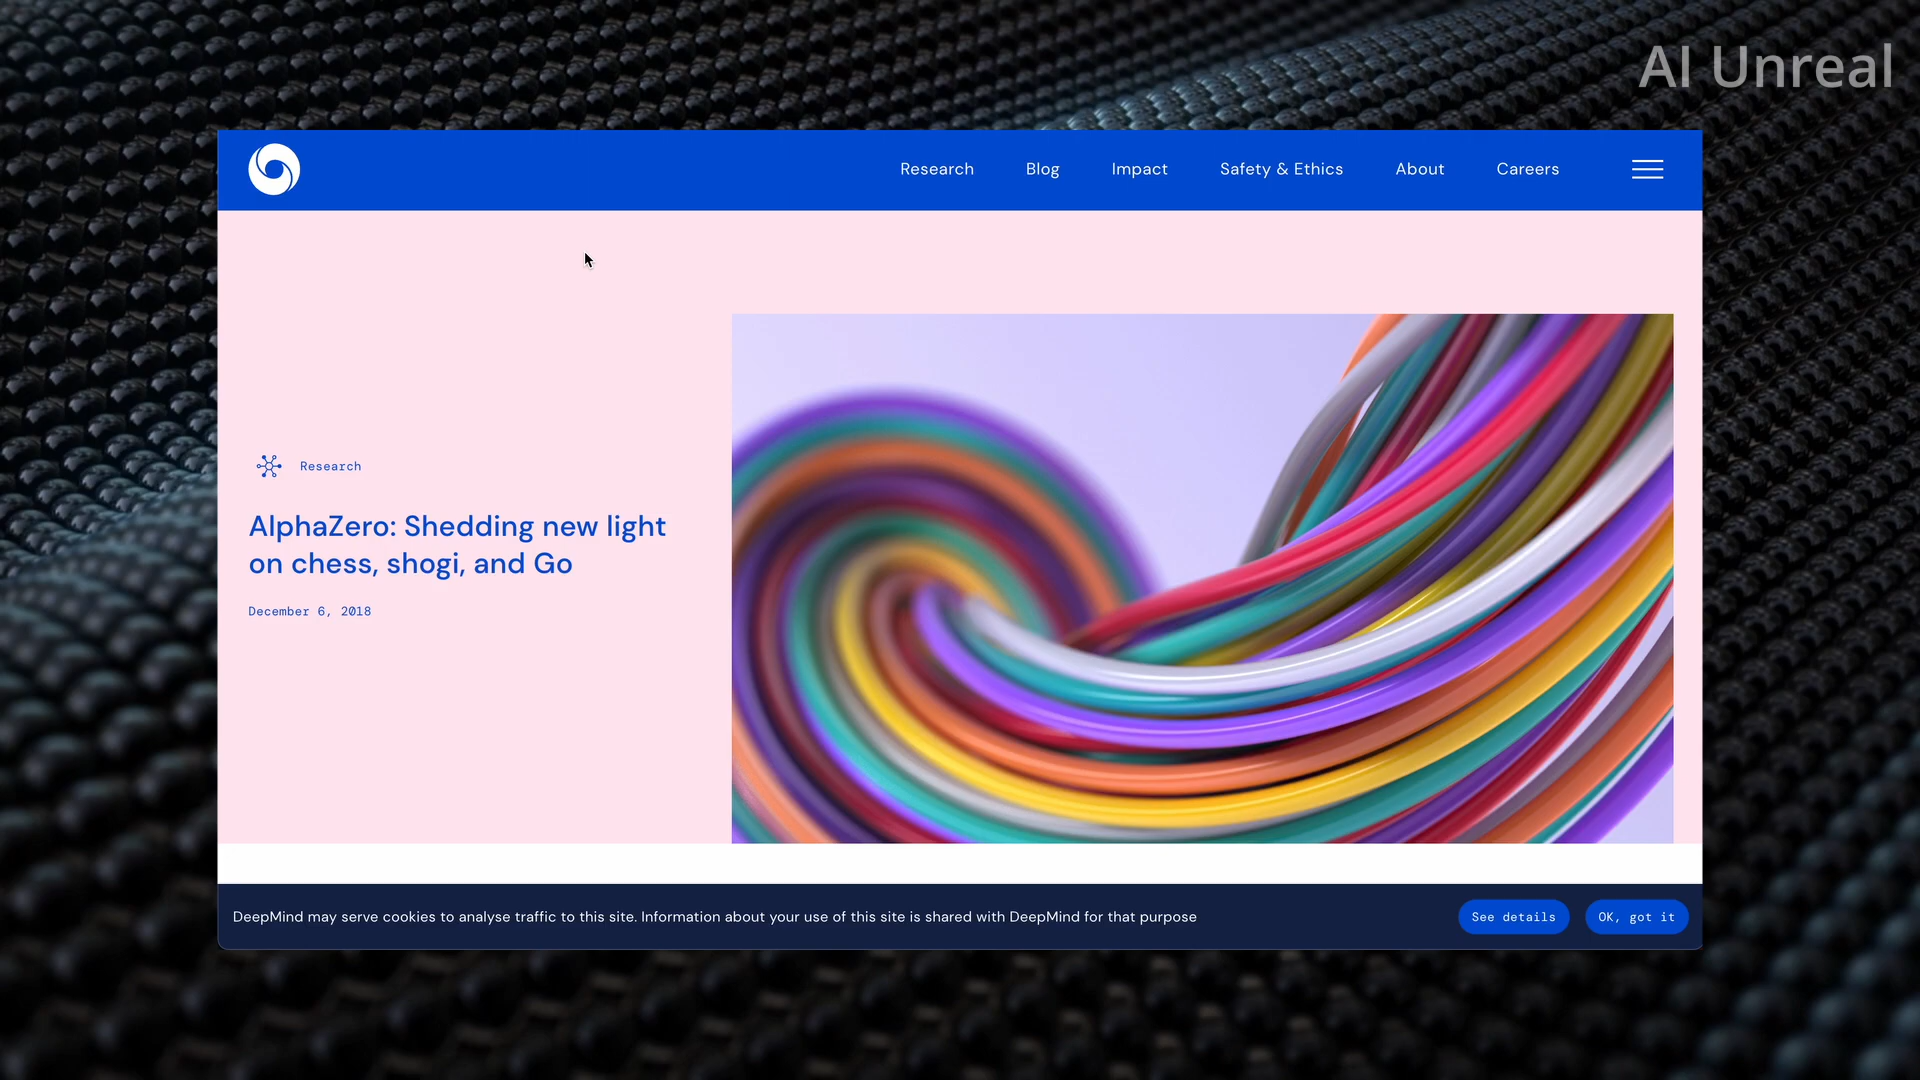 AI Unreal
Research Blog Impact Safety & Ethics About Careers
Research
AlphaZero: Shedding new light
on chess, shogi, and Go
December 6, 2018
DeepMind may serve cookies to analyse traffic to this site. Information about your use of this site is shared with DeepMind for that purpose
See details OK, got it